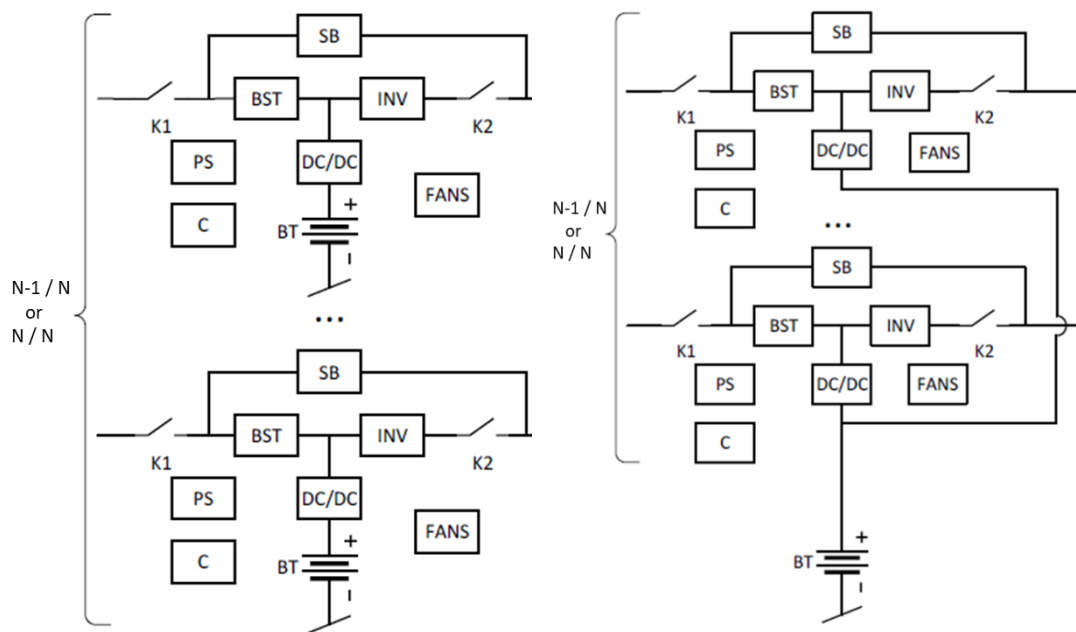 SB
BST
INV
K1
K2
PS
DC/DC
FANS
C
+
BT
N-1 / N
or
N / N
...
SB
BST
INV
K1
K2
PS
DC/DC
FANS
C
+
BT
SB
BST
INV
K1
K2
PS
DC/DC
FANS
C
N-1 / N
or
N / N
...
SB
BST
INV
K1
K2
PS
DC/DC
FANS
C
+
BT